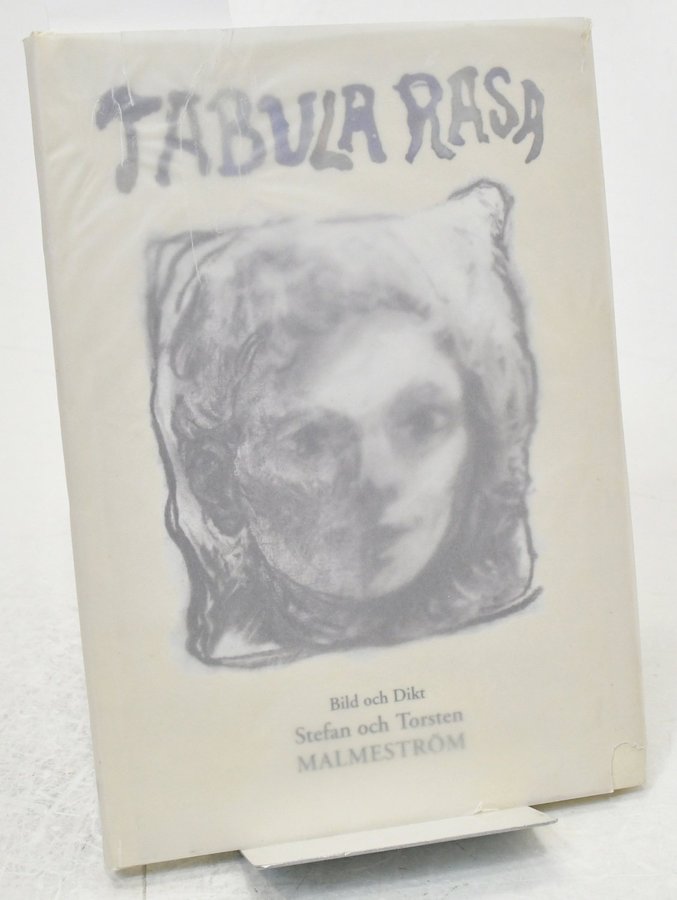 TABULA RASA
Bild och Dikt
Stefan och Torsten
MALMESTRÖM